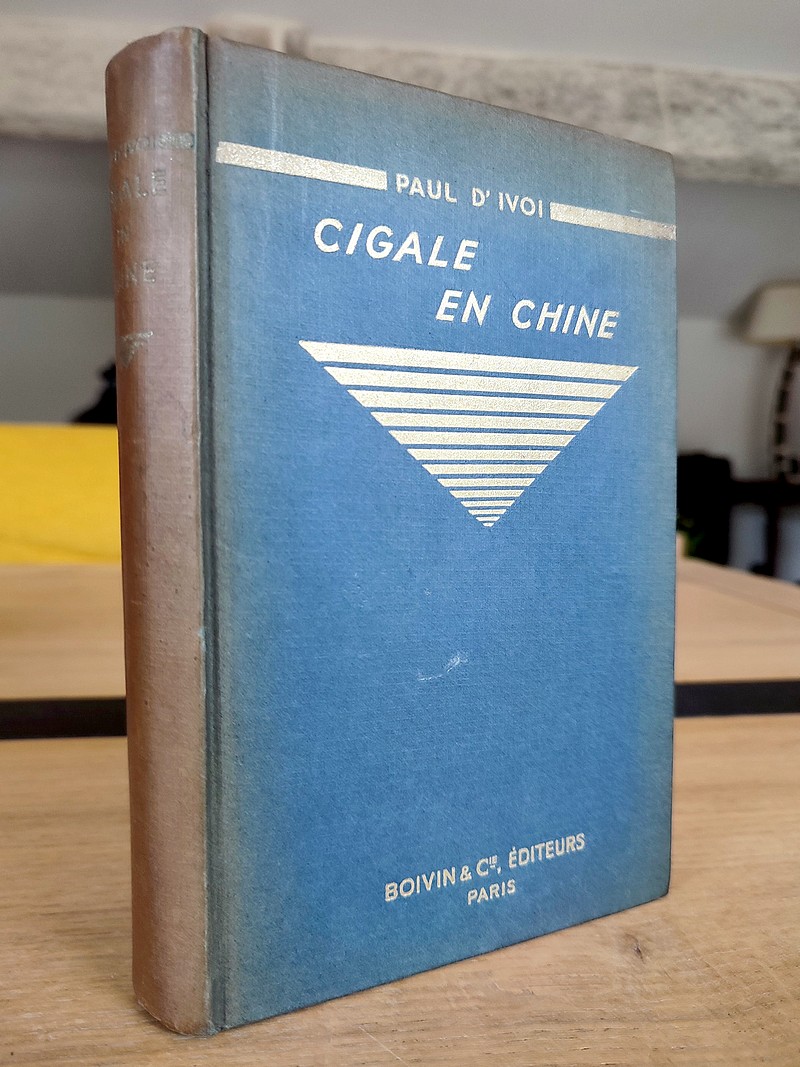 PAUL D'IVOI
CIGALE
EN CHINE
BOIVIN & CIE, ÉDITEURS
PARIS